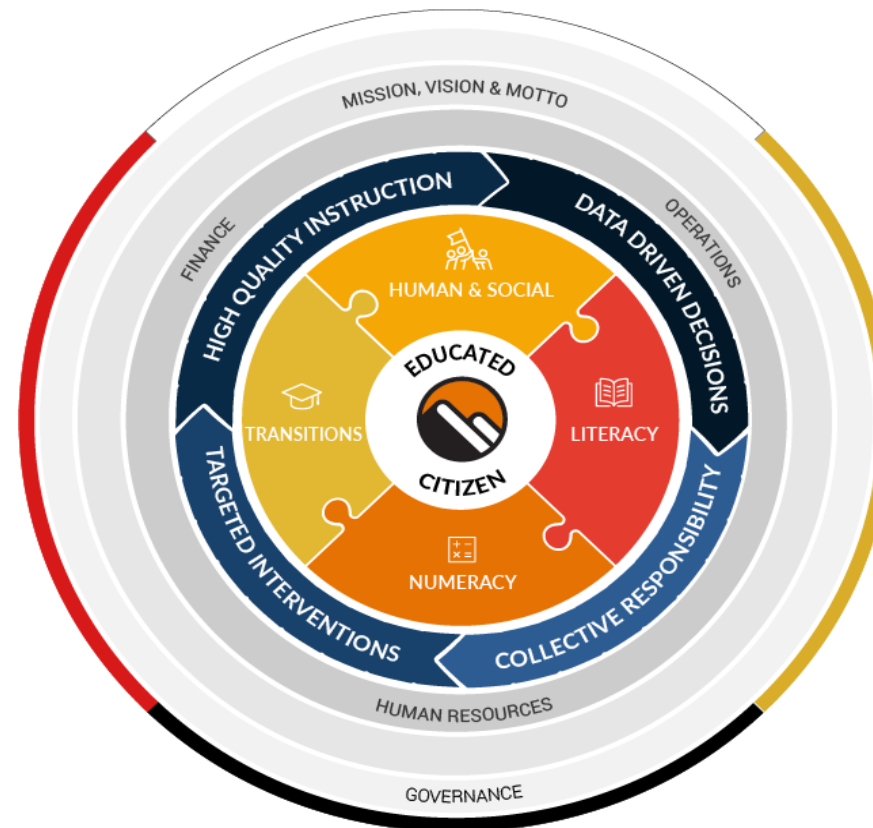 MISSION, VISION & MOTTO
FINANCE
OPERATIONS
HIGH QUALITY INSTRUCTION
DATA DRIVEN DECISIONS
HUMAN & SOCIAL
EDUCATED
CITIZEN
TRANSITIONS
LITERACY
NUMERACY
TARGETED INTERVENTIONS
COLLECTIVE RESPONSIBILITY
HUMAN RESOURCES
GOVERNANCE